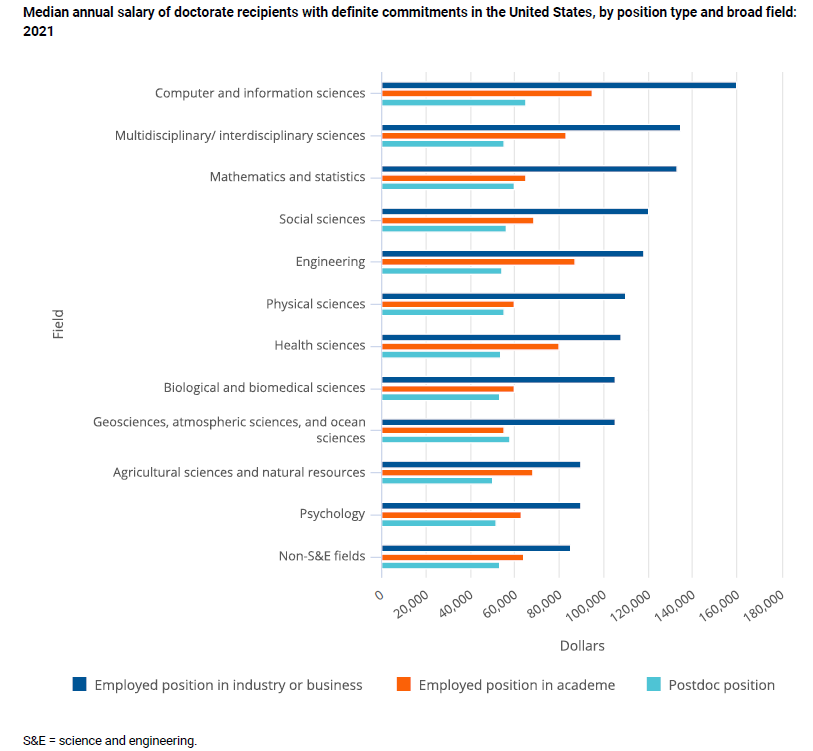 Median annual salary of doctorate recipients with definite commitments in the United States, by position type and broad field:
2021
Computer and information sciences
Multidisciplinary/ interdisciplinary sciences
Mathematics and statistics
Social sciences
Engineering
Physical sciences
Health sciences
Biological and biomedical sciences
Geosciences, atmospheric sciences, and ocean
sciences
Agricultural sciences and natural resources
Psychology
Non-S&E fields
Field
0 20,000 40,000 60,000 80,000 100,000 120,000 140,000 160,000 180,000
Dollars
Employed position in industry or business Employed position in academe Postdoc position
S&E = science and engineering.